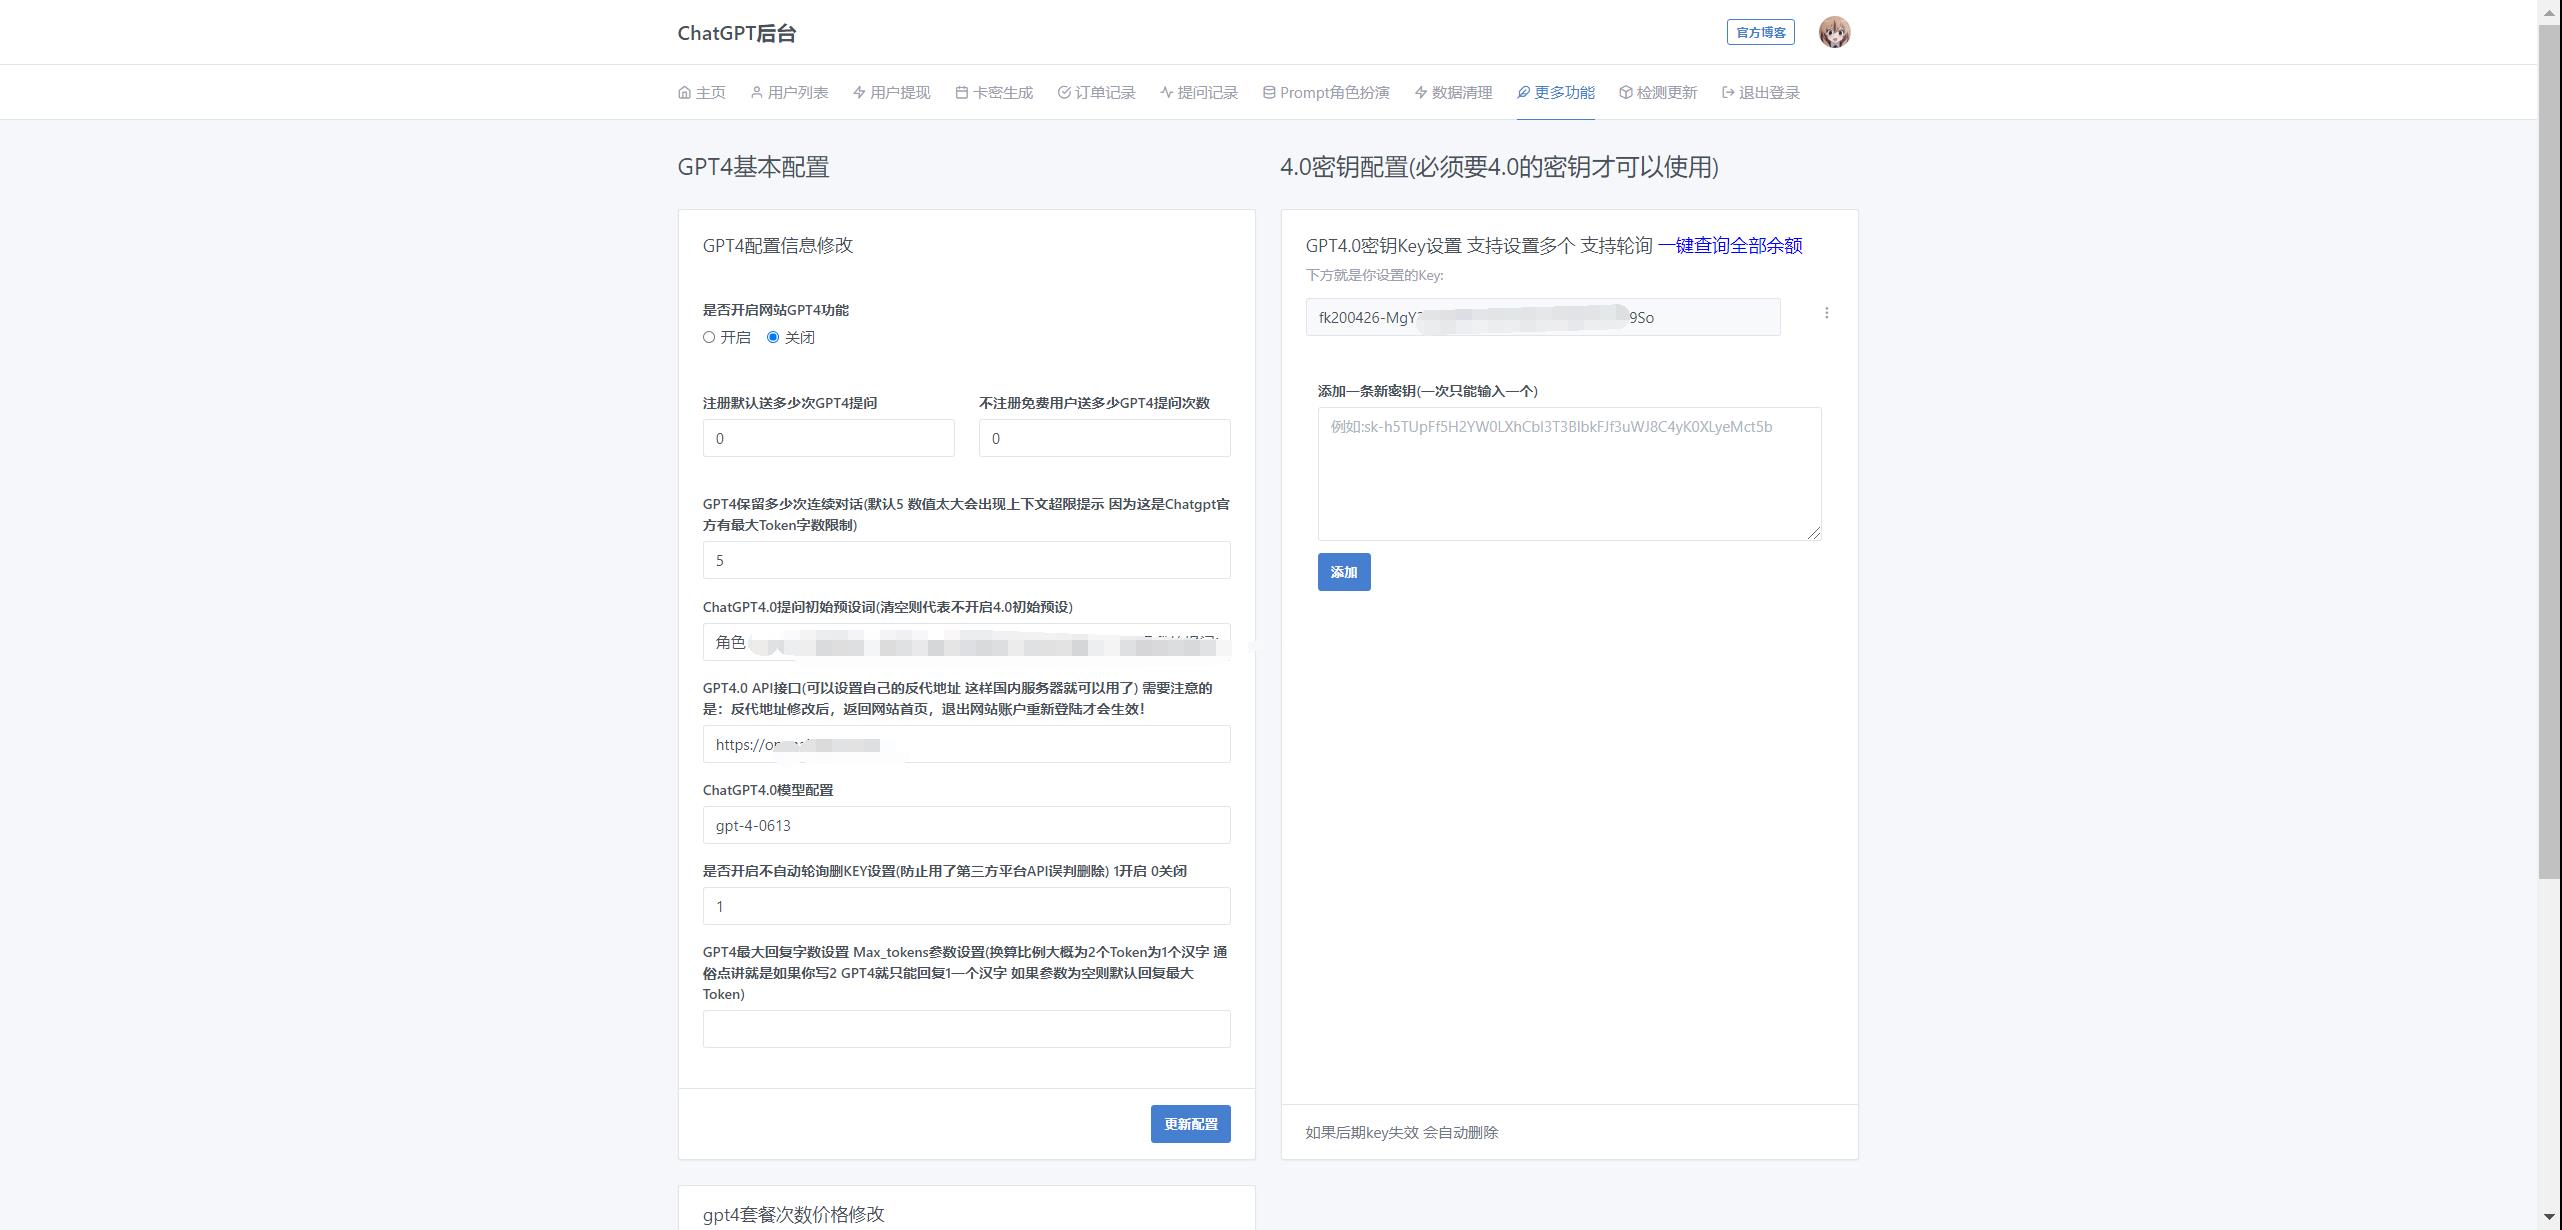 ChatGPT后台
官方博客
主页 用户列表 用户提现 卡密生成 订单记录 提问记录 Prompt角色扮演 数据清理 更多功能 检测更新 退出登录
GPT4基本配置
GPT4配置信息修改
是否开启网站GPT4功能
开启 关闭
注册默认送多少次GPT4提问
0
不注册免费用户送多少GPT4提问次数
0
GPT4保留多少次连续对话(默认5 数值太大会出现上下文超限提示 因为这是Chatgpt官
方有最大Token字数限制)
5
ChatGPT4.0提问初始预设词(清空则代表不开启4.0初始预设)
角色
GPT4.0 API接口(可以设置自己的反代地址 这样国内服务器就可以用了) 需要注意的
是：反代地址修改后，返回网站首页，退出网站账户重新登陆才会生效！
https://o
ChatGPT4.0模型配置
gpt-4-0613
是否开启不自动轮询删KEY设置(防止用了第三方平台API误判删除) 1开启 0关闭
1
GPT4最大回复字数设置 Max_tokens参数设置(换算比例大概为2个Token为1个汉字 通
俗点讲就是如果你写2 GPT4就只能回复1一个汉字 如果参数为空则默认回复最大
Token)
更新配置
gpt4套餐次数价格修改
4.0密钥配置(必须要4.0的密钥才可以使用)
GPT4.0密钥Key设置 支持设置多个 支持轮询 一键查询全部余额
下方就是你设置的Key:
fk200426-MgY 9So
添加一条新密钥(一次只能输入一个)
例如: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
添加
如果后期key失效 会自动删除